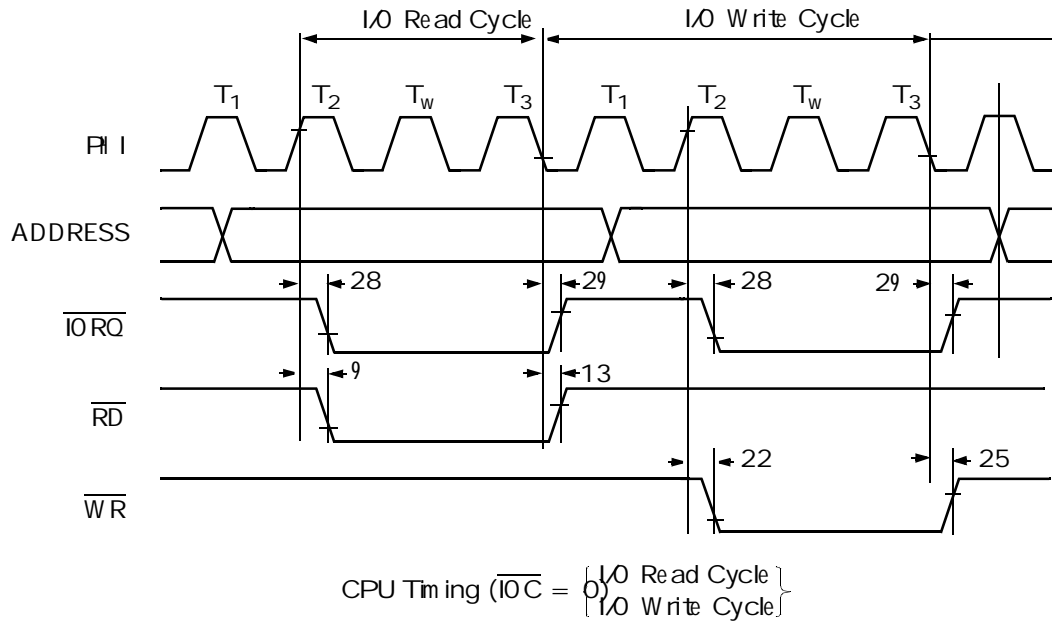 I/O Read Cycle I/O Write Cycle
T1 T2 Tw T3 T1 T2 Tw T3
PHI
ADDRESS
28 29 28 29
IORQ
9 13
RD
22 25
WR
CPU Timing (IOC = 0) {I/O Read Cycle}
{I/O Write Cycle}